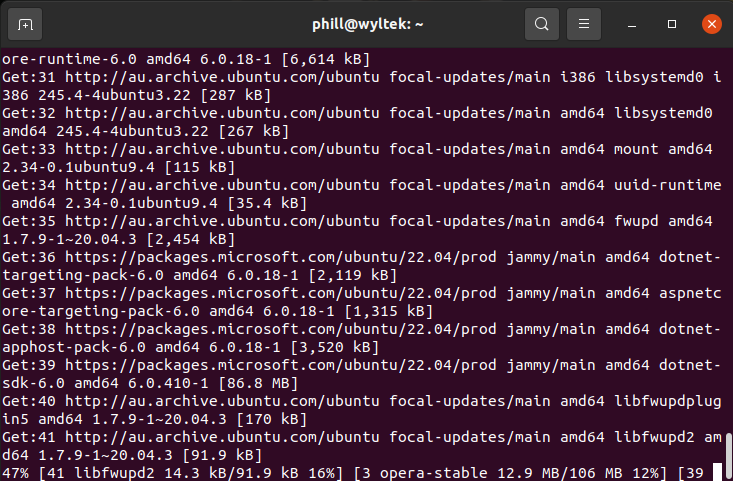 phill@wyltek: ~
ore-runtime-6.0 amd64 6.0.18-1 [6,614 kB]
Get:31 http://au.archive.ubuntu.com/ubuntu focal-updates/main i386 libsystemd0 i
386 245.4-4ubuntu3.22 [287 kB]
Get:32 http://au.archive.ubuntu.com/ubuntu focal-updates/main amd64 libsystemd0
amd64 245.4-4ubuntu3.22 [267 kB]
Get:33 http://au.archive.ubuntu.com/ubuntu focal-updates/main amd64 mount amd64
2.34-0.1ubuntu9.4 [115 kB]
Get:34 http://au.archive.ubuntu.com/ubuntu focal-updates/main amd64 uuid-runtime
 amd64 2.34-0.1ubuntu9.4 [35.4 kB]
Get:35 http://au.archive.ubuntu.com/ubuntu focal-updates/main amd64 fwupd amd64
1.7.9-1~20.04.3 [2,454 kB]
Get:36 https://packages.microsoft.com/ubuntu/22.04/prod jammy/main amd64 dotnet-
targeting-pack-6.0 amd64 6.0.18-1 [2,119 kB]
Get:37 https://packages.microsoft.com/ubuntu/22.04/prod jammy/main amd64 aspnetc
ore-targeting-pack-6.0 amd64 6.0.18-1 [1,315 kB]
Get:38 https://packages.microsoft.com/ubuntu/22.04/prod jammy/main amd64 dotnet-
apphost-pack-6.0 amd64 6.0.18-1 [3,520 kB]
Get:39 https://packages.microsoft.com/ubuntu/22.04/prod jammy/main amd64 dotnet-
sdk-6.0 amd64 6.0.410-1 [86.8 MB]
Get:40 http://au.archive.ubuntu.com/ubuntu focal-updates/main amd64 libfwupdplug
in5 amd64 1.7.9-1~20.04.3 [170 kB]
Get:41 http://au.archive.ubuntu.com/ubuntu focal-updates/main amd64 libfwupd2 am
d64 1.7.9-1~20.04.3 [91.9 kB]
47% [41 libfwupd2 14.3 kB/91.9 kB 16%] [3 opera-stable 12.9 MB/106 MB 12%] [39